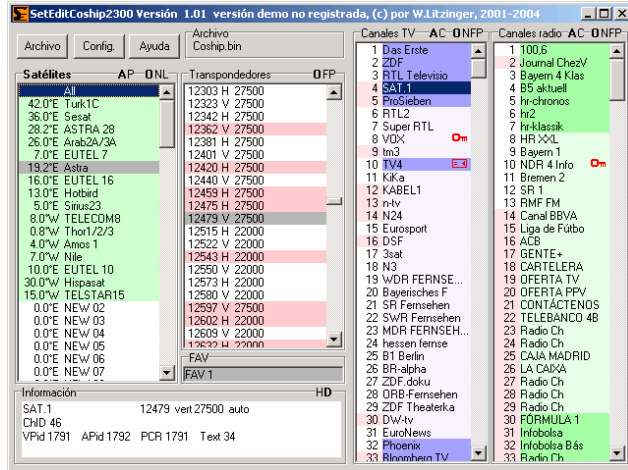 SetEditCoship2300 Versión 1.01 versión demo no registrada, (c) por W.Litzinger, 2001-2004
Archivo
Config.
Ayuda
Archivo
Coship.bin
Satélites AP ONL
All
42.0°E Turk1C
36.0°E Sesat
28.2°E ASTRA 28
26.0°E Arab2A/3A
7.0°E EUTEL 7
19.2°E Astra
16.0°E EUTEL 16
13.0°E Hotbird
5.0°E Sirius23
8.0°W TELECOM8
0.8°W Thor1/2/3
4.0°W Amos 1
7.0°W Nile
10.0°E EUTEL 10
30.0°W Hispasat
15.0°W TELSTAR15
0.0°E NEW 02
0.0°E NEW 03
0.0°E NEW 04
0.0°E NEW 05
0.0°E NEW 06
0.0°E NEW 07
Transpondedores OFP
12303 H 27500
12323 V 27500
12342 H 27500
12362 V 27500
12381 H 27500
12401 V 27500
12420 H 27500
12440 V 27500
12459 H 27500
12475 H 27500
12479 V 27500
12515 H 22000
12522 V 22000
12543 H 22000
12550 V 22000
12573 H 22000
12580 V 22000
12597 V 27500
12602 H 22000
12609 V 22000
12632 H 22000
FAV
FAV 1
Información HD
SAT.1 12479 vert 27500 auto
ChID 46
VPid 1791 APid 1792 PCR 1791 Text 34
Canales TV AC ONFP
1 Das Erste
2 ZDF
3 RTL Televisio
4 SAT.1
5 ProSieben
6 RTL2
7 Super RTL
8 VOX
9 tm3
10 TV4
11 KiKa
12 KABEL1
13 n-tv
14 N24
15 Eurosport
16 DSF
17 3sat
18 N3
19 WDR FERNSE...
20 Bayerisches F
21 SR Fernsehen
22 SWR Fernsehen
23 MDR FERNSEH...
24 hessen fernse
25 B1 Berlin
26 BR-alpha
27 ZDF.doku
28 ORB-Fernsehen
29 ZDF Theaterka
30 DW-tv
31 EuroNews
32 Phoenix
33 Bloomberg TV
Canales radio AC ONFP
1 100,6
2 Journal ChezV
3 Bayern 4 Klas
4 B5 aktuell
5 hr-chronos
6 hr2
7 hr-klassik
8 HR XXL
9 Bayern 1
10 NDR 4 Info
11 Bremen 2
12 SR 1
13 RMF FM
14 Canal BBVA
15 Liga de Fútbo
16 ACB
17 GENTE+
18 CARTELERA
19 OFERTA TV
20 OFERTA PPV
21 CONTÁCTENOS
22 TELEBANCO 4B
23 Radio Ch
24 Radio Ch
25 CAJA MADRID
26 LA CAIXA
27 Radio Ch
28 Radio Ch
29 Radio Ch
30 FÓRMULA 1
31 Infobolsa
32 Infobolsa Bás
33 Radio Ch